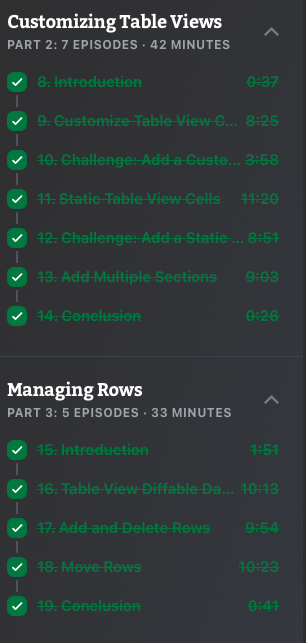 Customizing Table Views
PART 2: 7 EPISODES · 42 MINUTES
8. Introduction 0:37
9. Customize Table View C... 8:25
10. Challenge: Add a Custo... 3:58
11. Static Table View Cells 11:20
12. Challenge: Add a Static ... 8:51
13. Add Multiple Sections 9:03
14. Conclusion 0:26
Managing Rows
PART 3: 5 EPISODES · 33 MINUTES
15. Introduction 1:51
16. Table View Diffable Da... 10:13
17. Add and Delete Rows 9:54
18. Move Rows 10:23
19. Conclusion 0:41